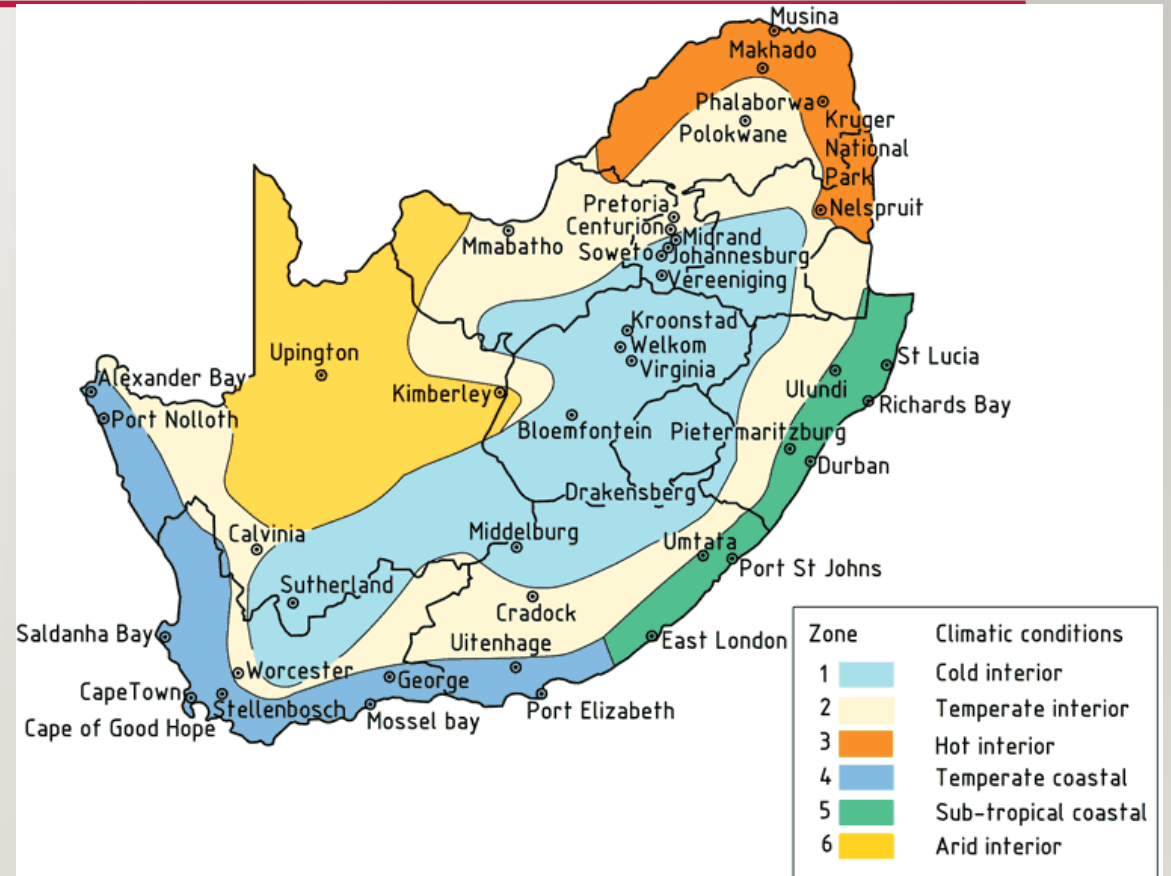 Musina
Makhado
Phalaborwa
Polokwane
Kruger
National
Park
Nelspruit
Pretoria
Centurion
Midrand
Mmabatho
Soweto
Johannesburg
Vereeniging
Kroonstad
Welkom
Virginia
Upington
St Lucia
Alexander Bay
Kimberley
Ulundi
Richards Bay
Port Nolloth
Bloemfontein
Pietermaritzburg
Durban
Drakensberg
Calvinia
Middelburg
Umtata
Port St Johns
Sutherland
Cradock
Saldanha Bay
Uitenhage
East London
Worcester
George
CapeTown
Stellenbosch
Mossel bay
Port Elizabeth
Cape of Good Hope
Zone Climatic conditions
1 Cold interior
2 Temperate interior
3 Hot interior
4 Temperate coastal
5 Sub-tropical coastal
6 Arid interior